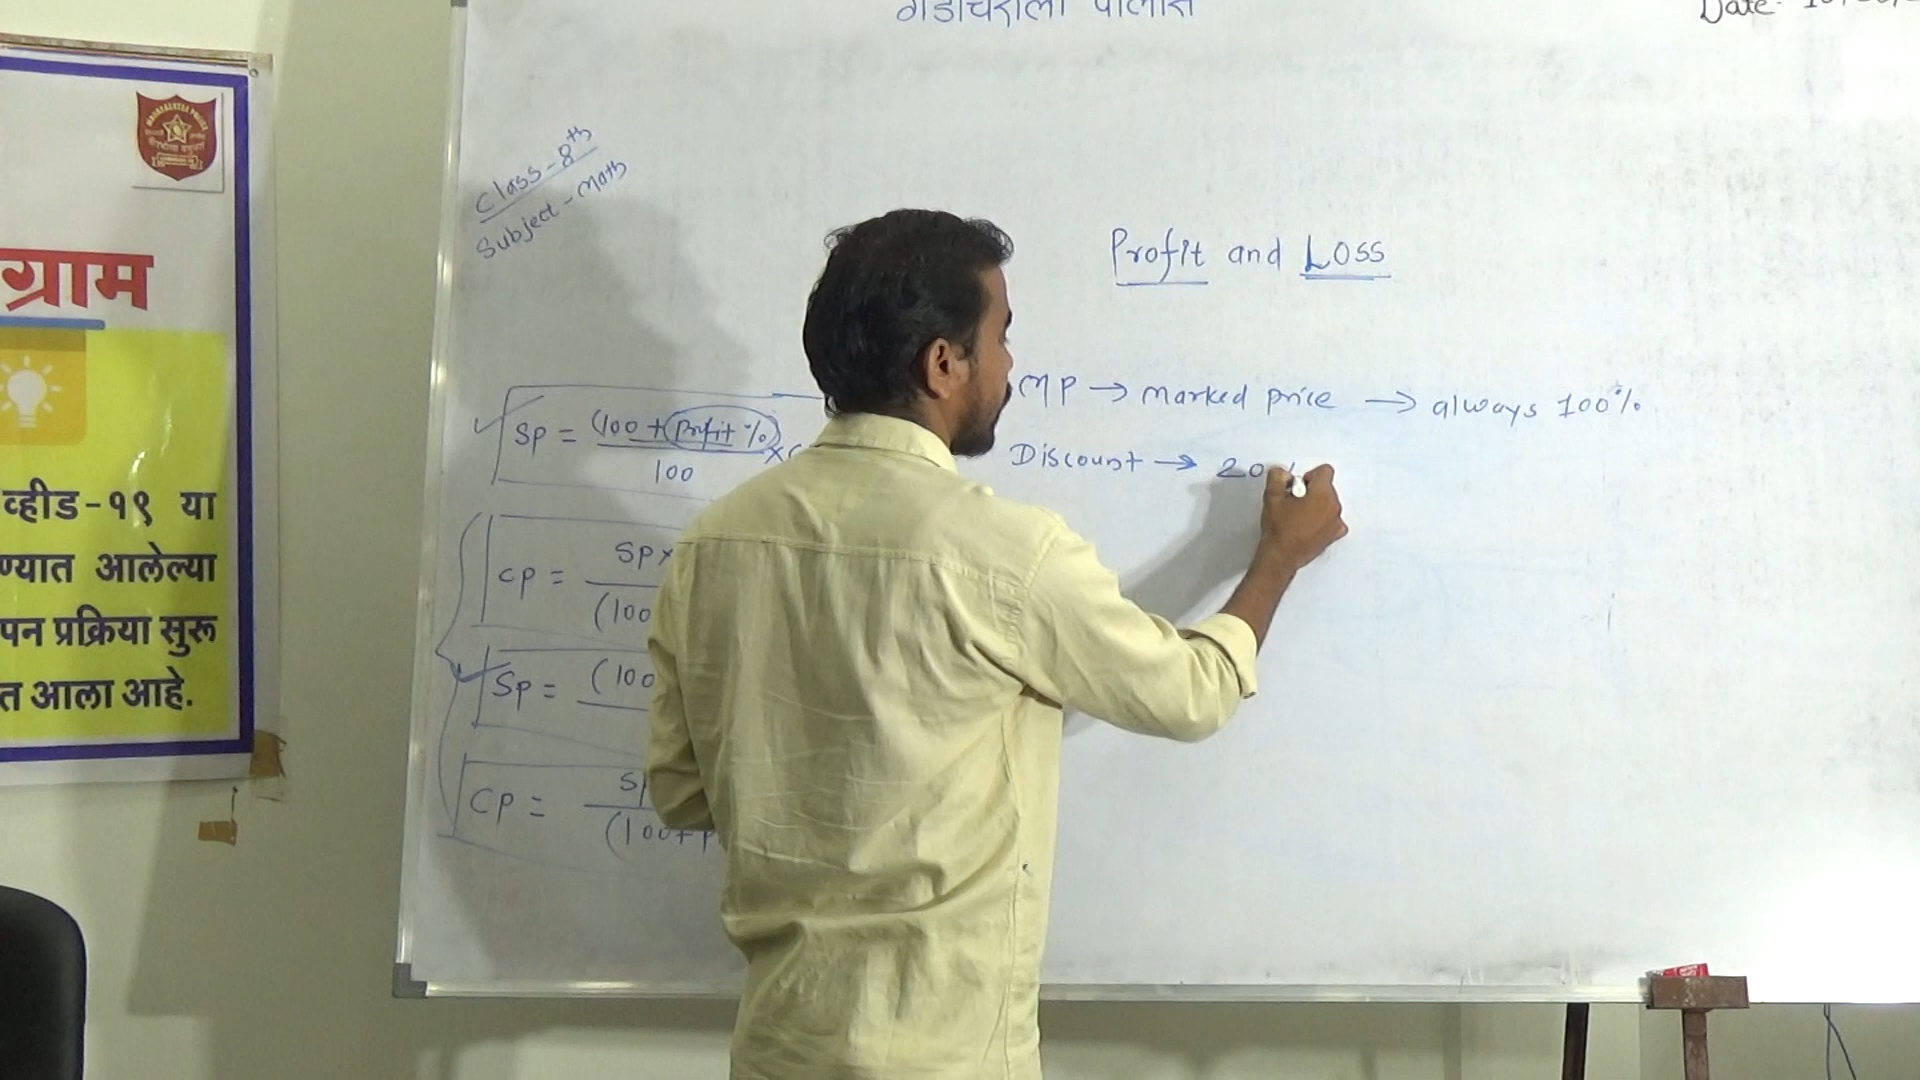 गडचिरोली पोलीस
Date-
Class-8th
Subject-Math
Profit and Loss
MP → Marked price → always 100%
Discount → 20%
SP = (100 + Profit %)
100
CP = SP×
(100
SP = (100
CP = SP
(100+P
ग्राम
व्हीड-१९ या
ण्यात आलेल्या
पन प्रक्रिया सुरू
त आला आहे.